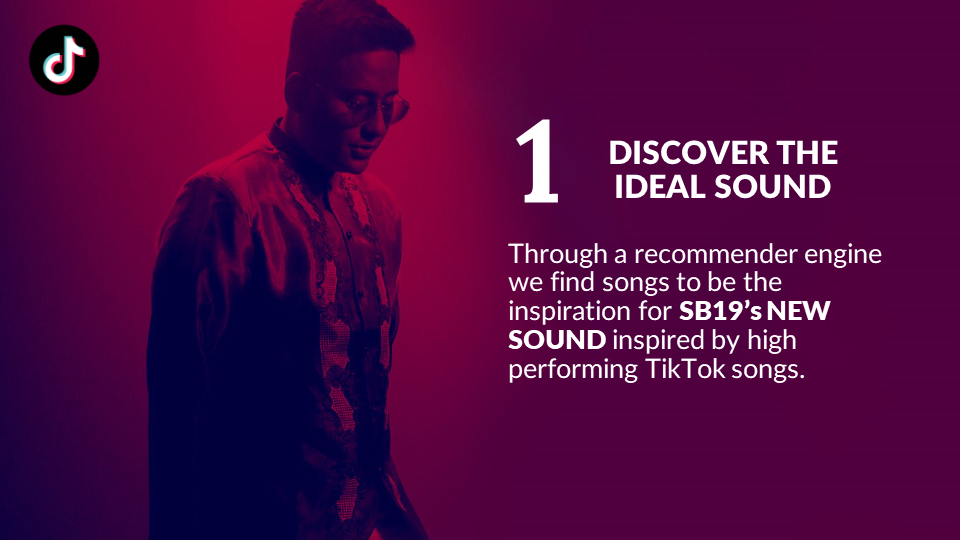 1
DISCOVER THE
IDEAL SOUND
Through a recommender engine
we find songs to be the
inspiration for SB19’s NEW
SOUND inspired by high
performing TikTok songs.